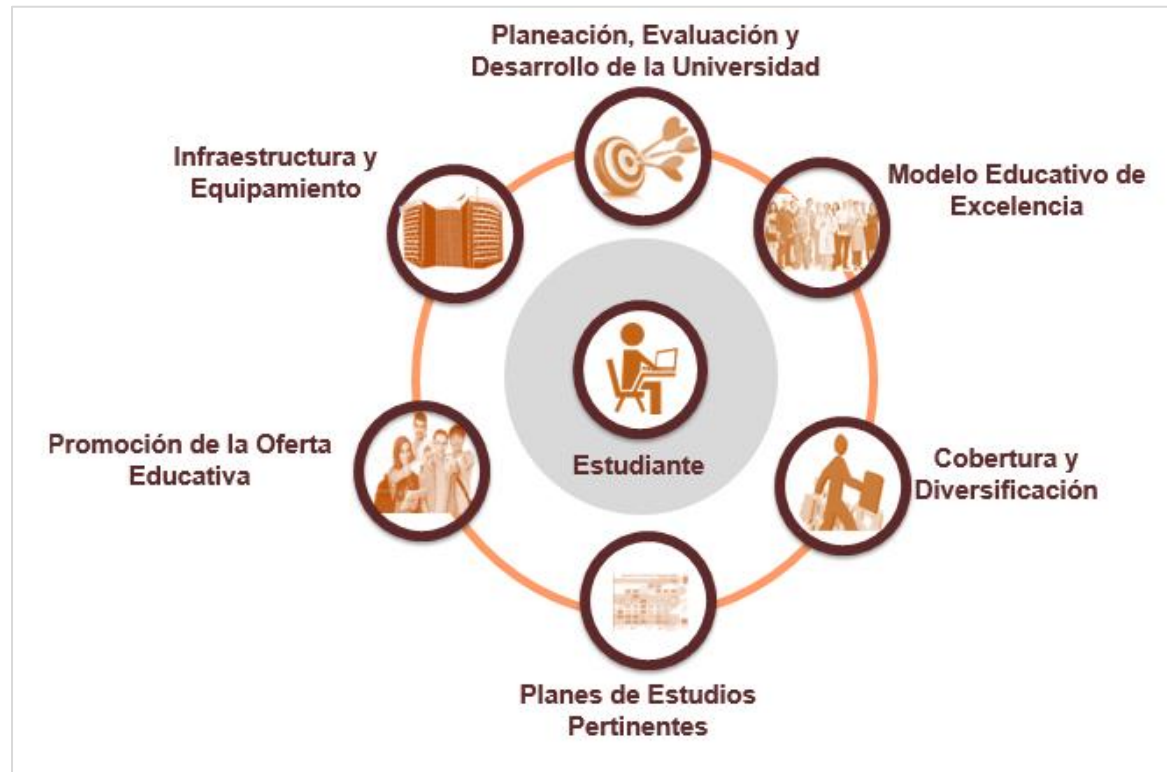 Planeación, Evaluación y
Desarrollo de la Universidad
Infraestructura y
Equipamiento
Modelo Educativo de
Excelencia
Promoción de la Oferta
Educativa
Estudiante
Cobertura y
Diversificación
Planes de Estudios
Pertinentes